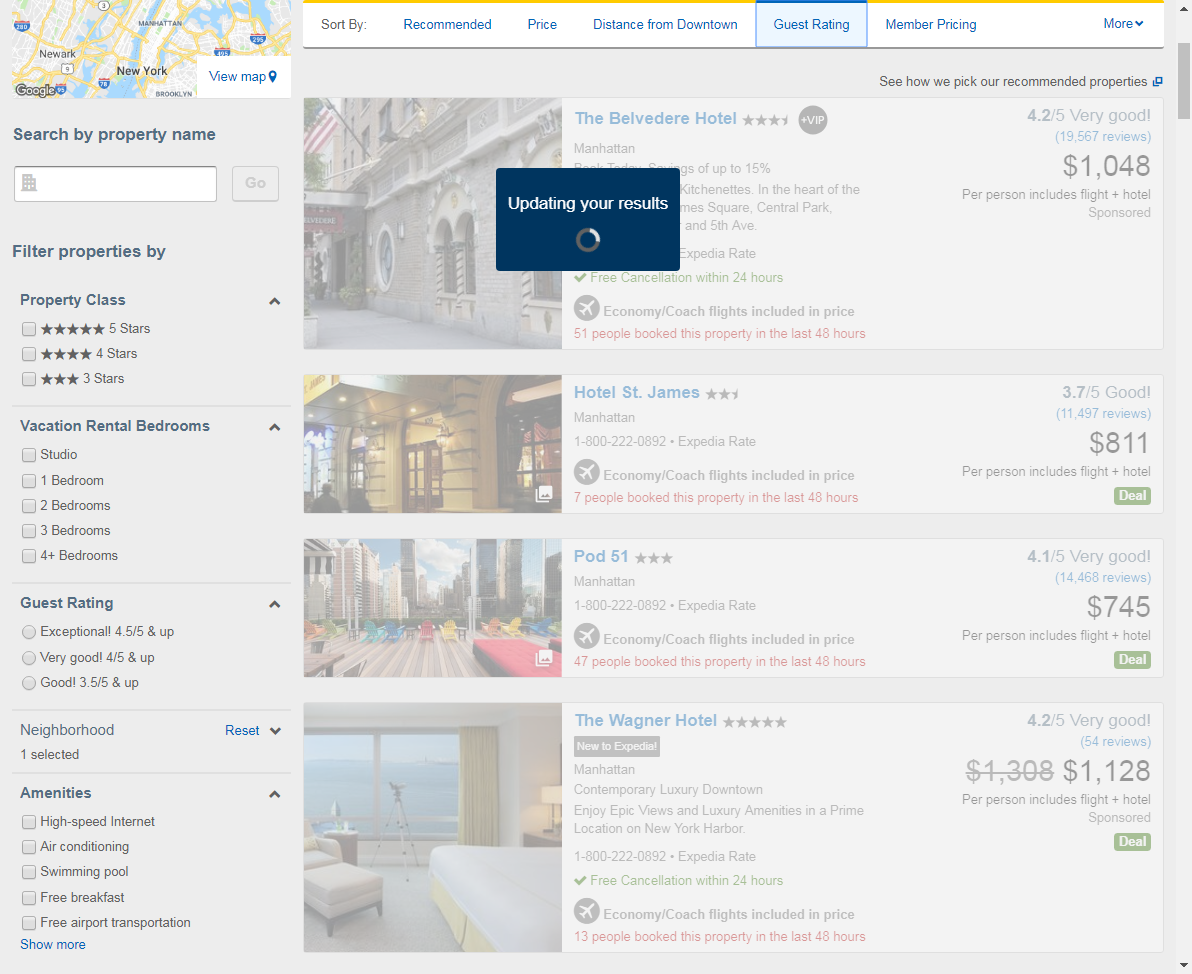 MANHATTAN
Newark
New York
BROOKLYN
Google
3
280
495
295
9
78
95
View map
Search by property name
Go
Filter properties by
Property Class
5 Stars
4 Stars
3 Stars
Vacation Rental Bedrooms
Studio
1 Bedroom
2 Bedrooms
3 Bedrooms
4+ Bedrooms
Guest Rating
Exceptional! 4.5/5 & up
Very good! 4/5 & up
Good! 3.5/5 & up
Neighborhood Reset
1 selected
Amenities
High-speed Internet
Air conditioning
Swimming pool
Free breakfast
Free airport transportation
Show more
Sort By: Recommended Price Distance from Downtown Guest Rating Member Pricing More
See how we pick our recommended properties
Updating your results
The Belvedere Hotel +VIP
Manhattan
Book Today, Savings of up to 15%
Kitchenettes. In the heart of the
mes Square, Central Park,
and 5th Ave.
Expedia Rate
Free Cancellation within 24 hours
Economy/Coach flights included in price
51 people booked this property in the last 48 hours
4.2/5 Very good!
(19,567 reviews)
$1,048
Per person includes flight + hotel
Sponsored
Hotel St. James
Manhattan
1-800-222-0892 • Expedia Rate
Economy/Coach flights included in price
7 people booked this property in the last 48 hours
3.7/5 Good!
(11,497 reviews)
$811
Per person includes flight + hotel
Deal
Pod 51
Manhattan
1-800-222-0892 • Expedia Rate
Economy/Coach flights included in price
47 people booked this property in the last 48 hours
4.1/5 Very good!
(14,468 reviews)
$745
Per person includes flight + hotel
Deal
The Wagner Hotel
New to Expedia!
Manhattan
Contemporary Luxury Downtown
Enjoy Epic Views and Luxury Amenities in a Prime
Location on New York Harbor.
1-800-222-0892 • Expedia Rate
Free Cancellation within 24 hours
Economy/Coach flights included in price
13 people booked this property in the last 48 hours
4.2/5 Very good!
(54 reviews)
$1,308 $1,128
Per person includes flight + hotel
Sponsored
Deal